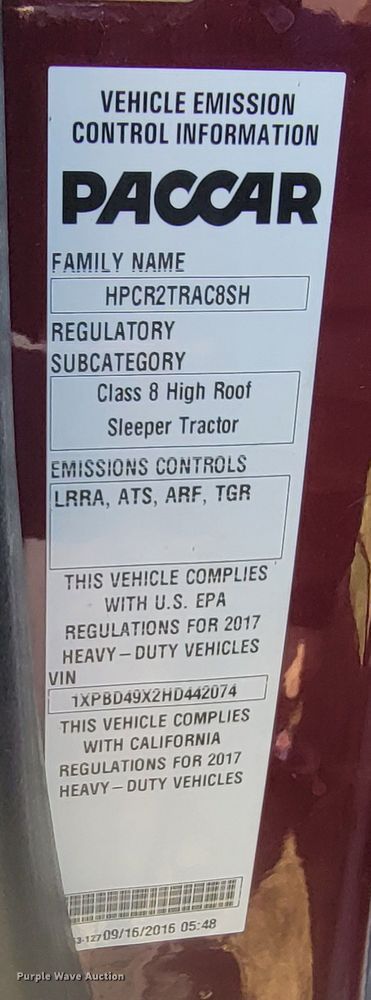 VEHICLE EMISSION
CONTROL INFORMATION
PACCAR
FAMILY NAME
HPCR2TRAC8SH
REGULATORY
SUBCATEGORY
Class 8 High Roof
Sleeper Tractor
EMISSIONS CONTROLS
LRRA, ATS, ARF, TGR
THIS VEHICLE COMPLIES
WITH U.S. EPA
REGULATIONS FOR 2017
HEAVY-DUTY VEHICLES
VIN
1XPBD49X2HD442074
THIS VEHICLE COMPLIES
WITH CALIFORNIA
REGULATIONS FOR 2017
HEAVY-DUTY VEHICLES
09/16/2016 05:48
Purple Wave Auction